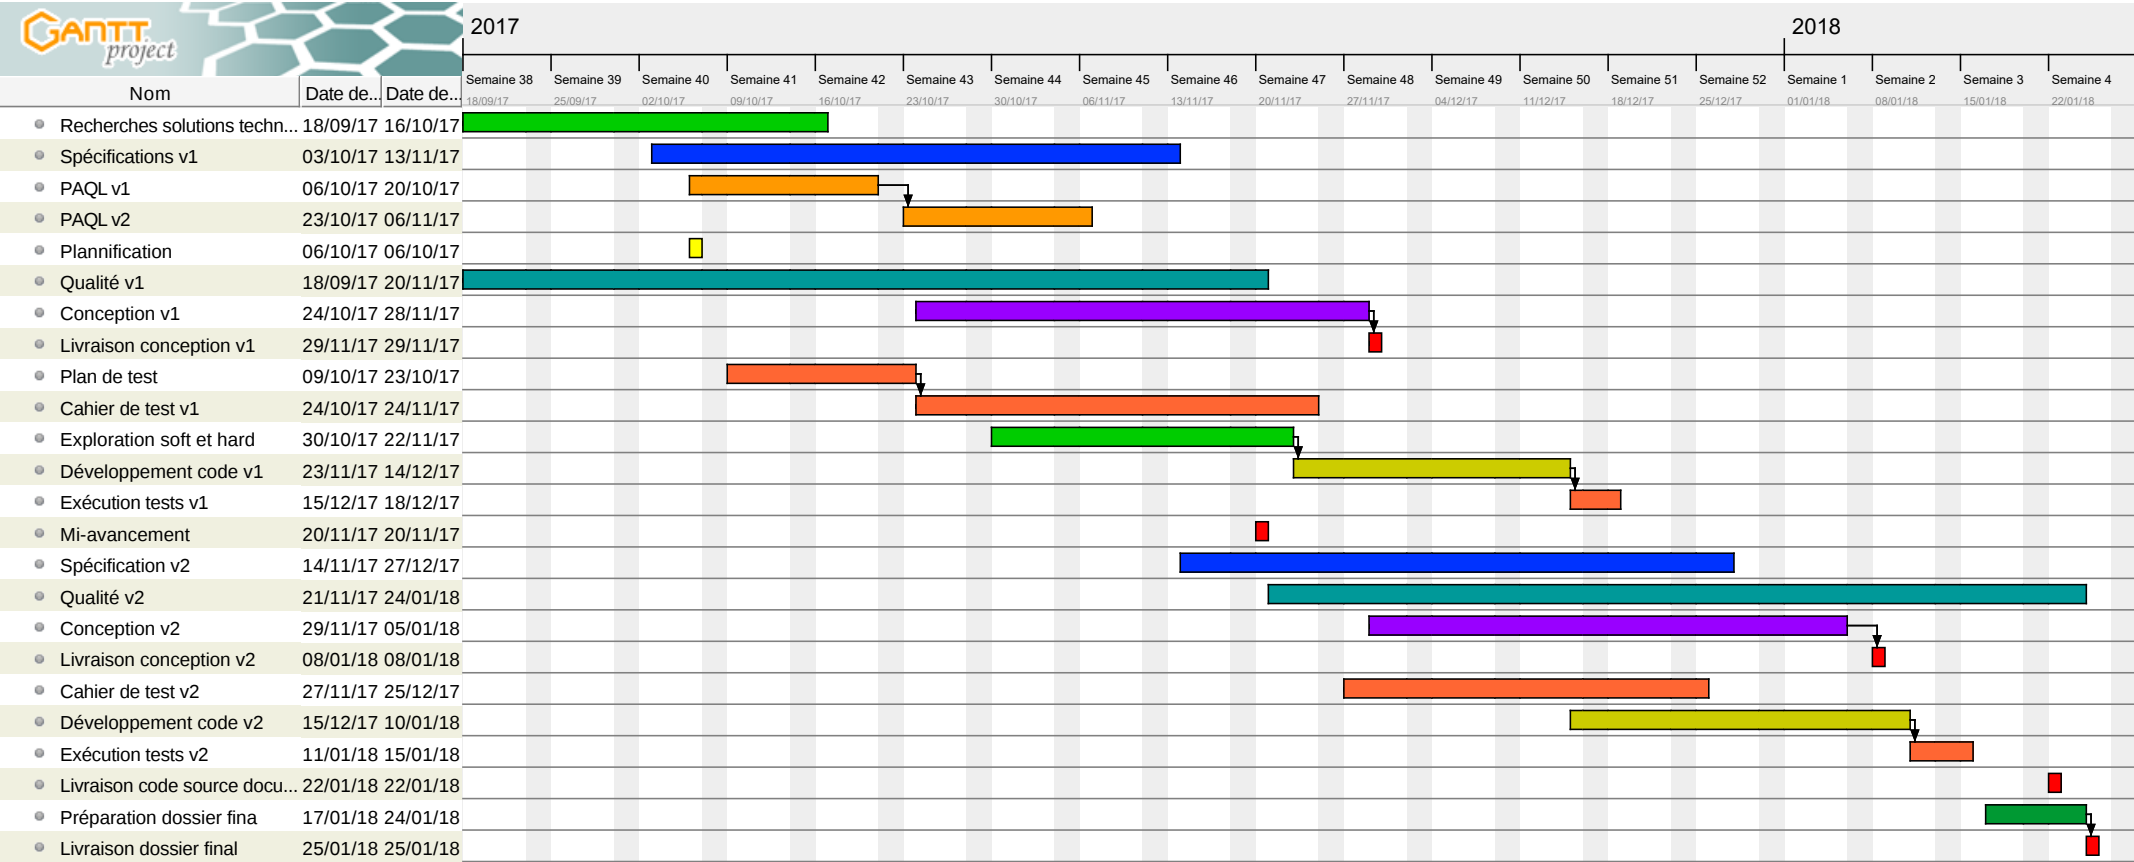 GANTT
project
2017
2018
Semaine 38 Semaine 39 Semaine 40 Semaine 41 Semaine 42 Semaine 43 Semaine 44 Semaine 45 Semaine 46 Semaine 47 Semaine 48 Semaine 49 Semaine 50 Semaine 51 Semaine 52 Semaine 1 Semaine 2 Semaine 3 Semaine 4
Nom Date de... Date de...
18/09/17 25/09/17 02/10/17 09/10/17 16/10/17 23/10/17 30/10/17 06/11/17 13/11/17 20/11/17 27/11/17 04/12/17 11/12/17 18/12/17 25/12/17 01/01/18 08/01/18 15/01/18 22/01/18
Recherches solutions techn... 18/09/17 16/10/17
Spécifications v1 03/10/17 13/11/17
PAQL v1 06/10/17 20/10/17
PAQL v2 23/10/17 06/11/17
Plannification 06/10/17 06/10/17
Qualité v1 18/09/17 20/11/17
Conception v1 24/10/17 28/11/17
Livraison conception v1 29/11/17 29/11/17
Plan de test 09/10/17 23/10/17
Cahier de test v1 24/10/17 24/11/17
Exploration soft et hard 30/10/17 22/11/17
Développement code v1 23/11/17 14/12/17
Exécution tests v1 15/12/17 18/12/17
Mi-avancement 20/11/17 20/11/17
Spécification v2 14/11/17 27/12/17
Qualité v2 21/11/17 24/01/18
Conception v2 29/11/17 05/01/18
Livraison conception v2 08/01/18 08/01/18
Cahier de test v2 27/11/17 25/12/17
Développement code v2 15/12/17 10/01/18
Exécution tests v2 11/01/18 15/01/18
Livraison code source docu... 22/01/18 22/01/18
Préparation dossier fina 17/01/18 24/01/18
Livraison dossier final 25/01/18 25/01/18